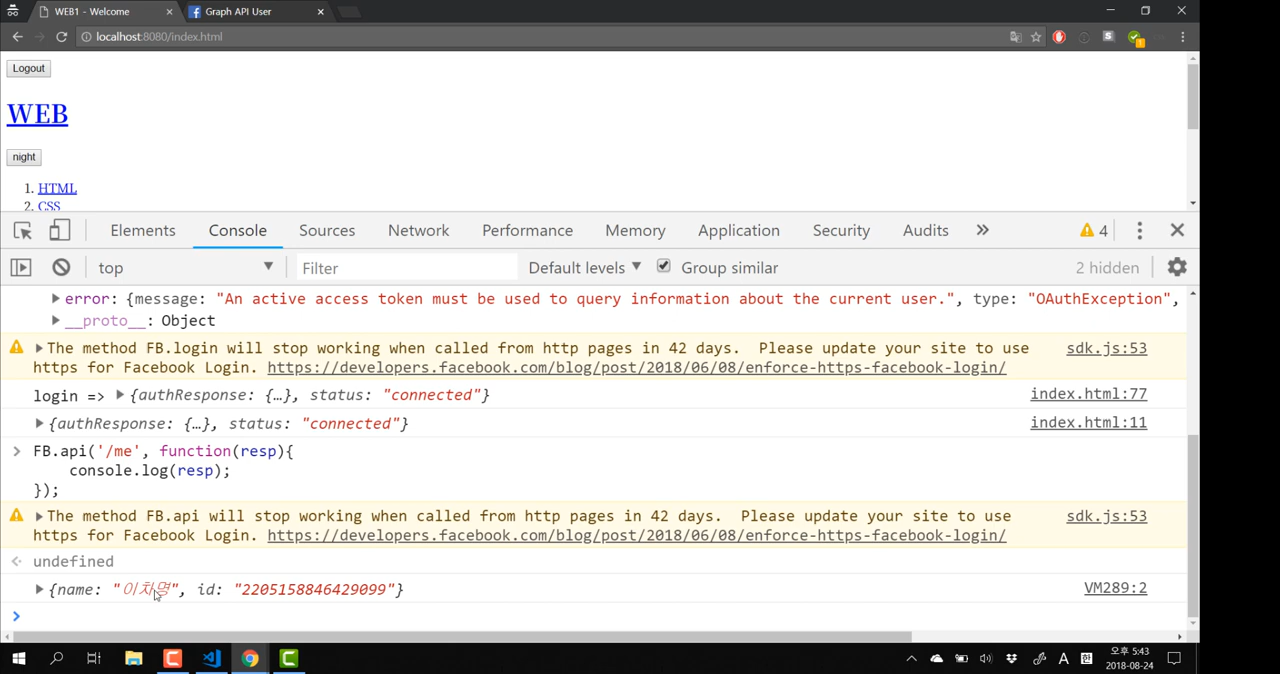 WEB1 - Welcome
Graph API User
localhost:8080/index.html
Logout
WEB
night
1. HTML
2. CSS
Elements Console Sources Network Performance Memory Application Security Audits » 4
top Filter Default levels Group similar 2 hidden
error: {message: "An active access token must be used to query information about the current user.", type: "OAuthException",
__proto__: Object
The method FB.login will stop working when called from http pages in 42 days. Please update your site to use sdk.js:53
https for Facebook Login. https://developers.facebook.com/blog/post/2018/06/08/enforce-https-facebook-login/
login => {authResponse: {…}, status: "connected"} index.html:77
{authResponse: {…}, status: "connected"} index.html:11
> FB.api('/me', function(resp){
console.log(resp);
});
The method FB.api will stop working when called from http pages in 42 days. Please update your site to use sdk.js:53
https for Facebook Login. https://developers.facebook.com/blog/post/2018/06/08/enforce-https-facebook-login/
undefined
{name: "이차명", id: "2205158846429099"} VM289:2
>
A 한 오후 5:43
2018-08-24